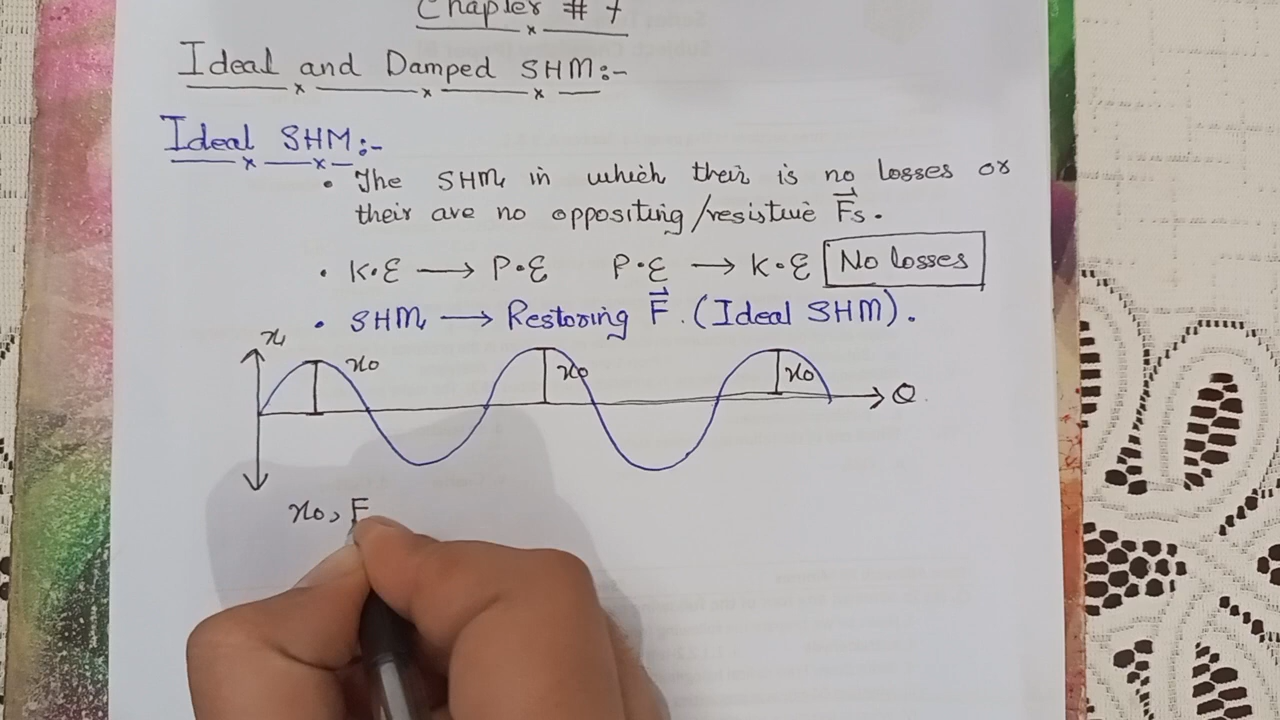 Chapter # 7
Ideal and Damped SHM:-
Ideal SHM:-
• The SHM in which their is no losses or
their are no oppositing/resistive Fs.
• K.E → P.E P.E → K.E No losses
• SHM → Restoring F. (Ideal SHM).
x
x₀ x₀ x₀
θ
x₀, F